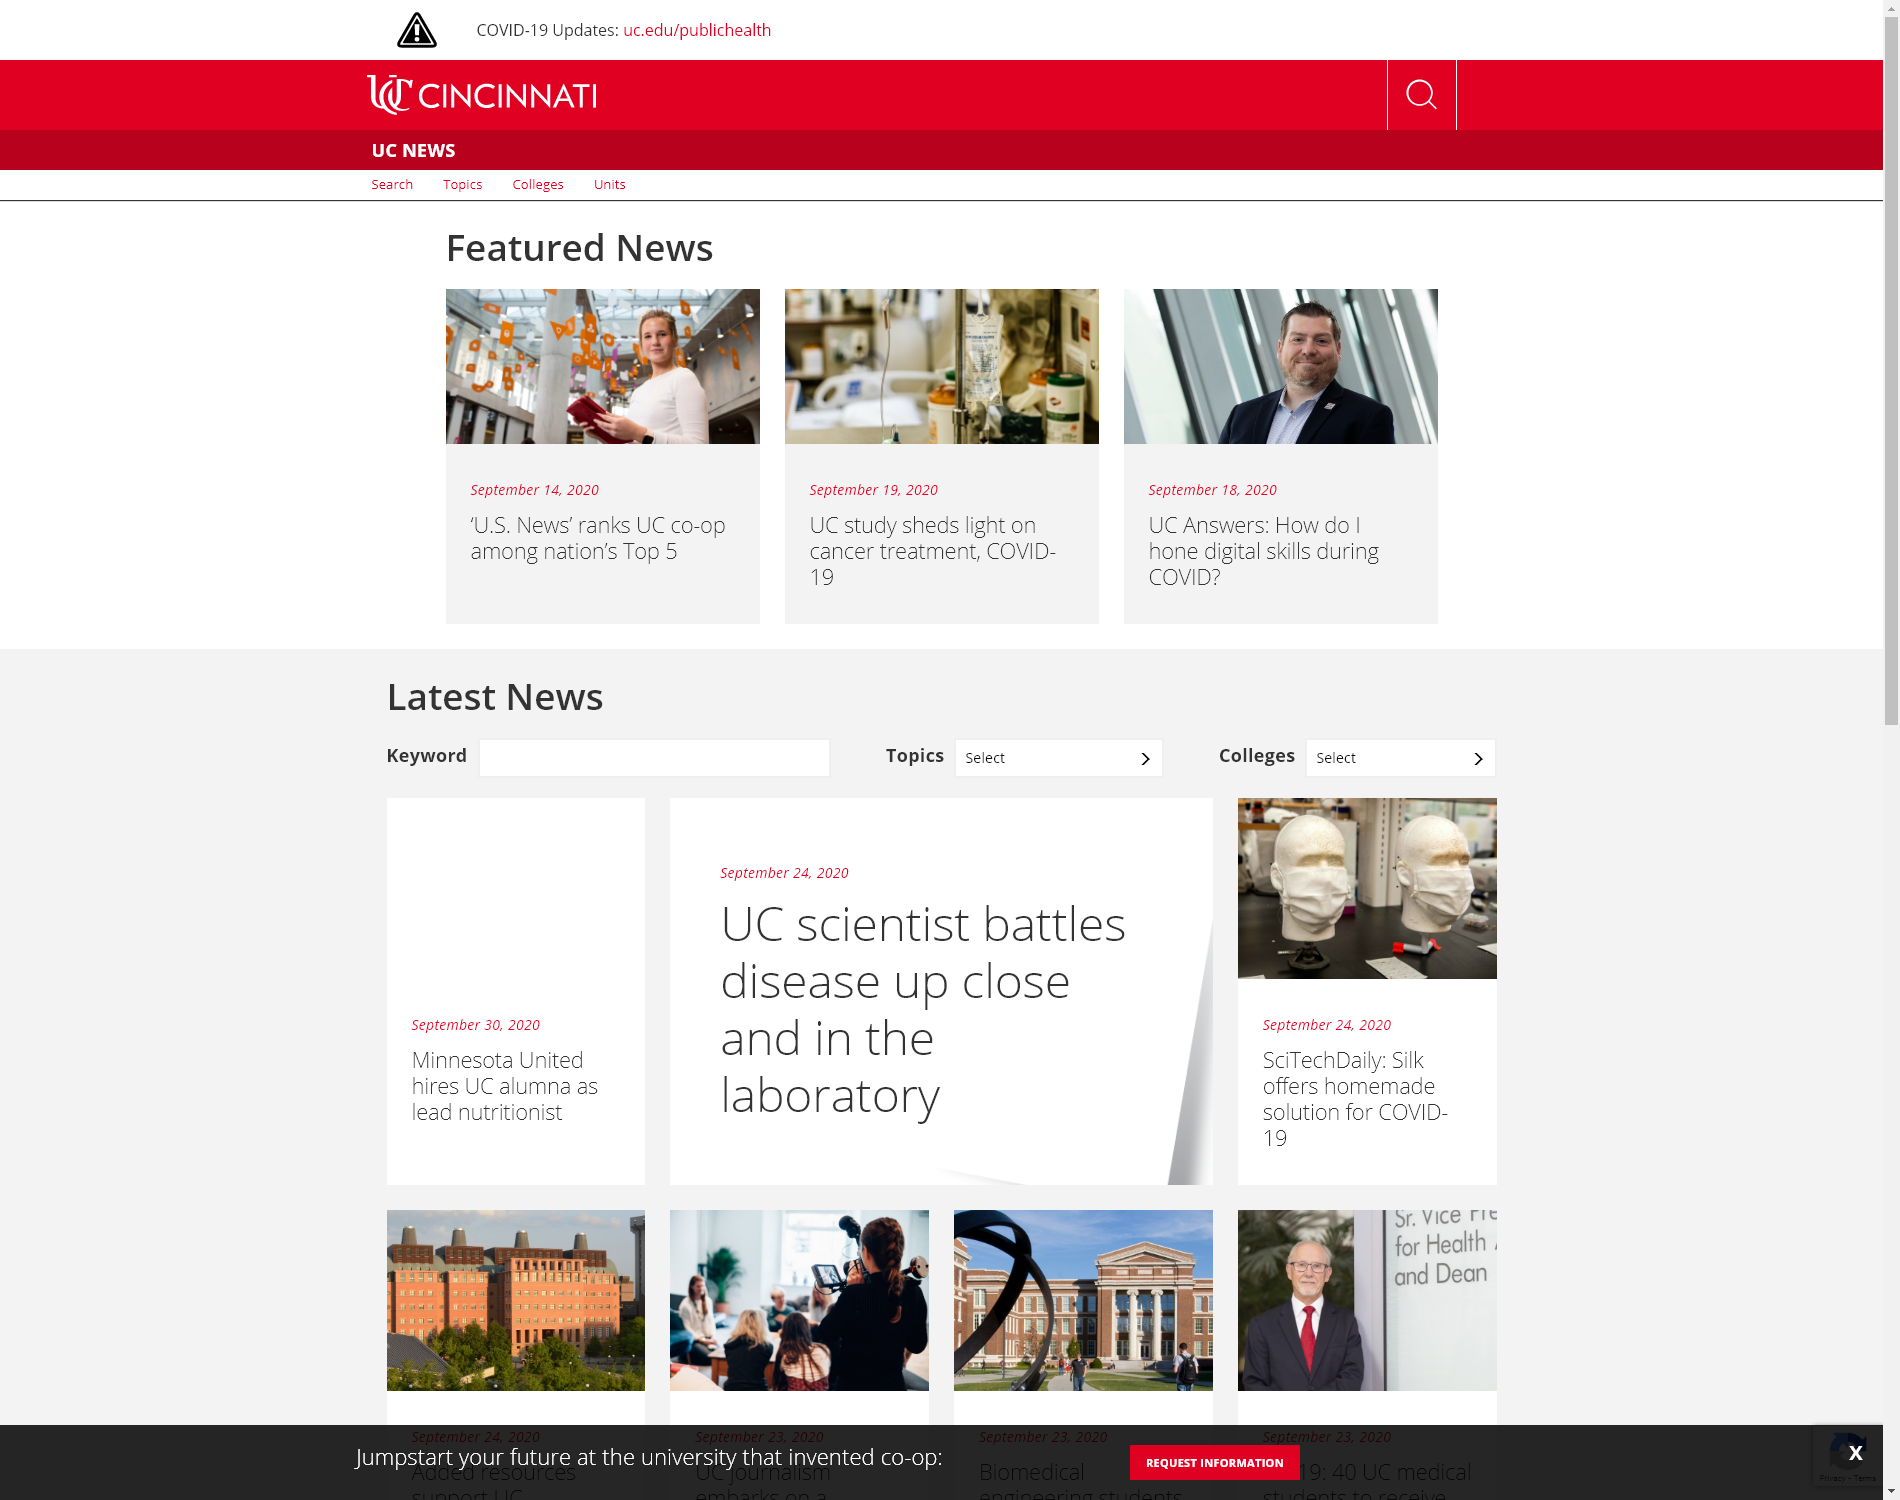 COVID-19 Updates: uc.edu/publichealth
UC CINCINNATI
UC NEWS
Search Topics Colleges Units
Featured News
September 14, 2020
‘U.S. News’ ranks UC co-op
among nation’s Top 5
September 19, 2020
UC study sheds light on
cancer treatment, COVID-
19
September 18, 2020
UC Answers: How do I
hone digital skills during
COVID?
Latest News
Keyword
Topics Select
Colleges Select
September 30, 2020
Minnesota United
hires UC alumna as
lead nutritionist
September 24, 2020
UC scientist battles
disease up close
and in the
laboratory
September 24, 2020
SciTechDaily: Silk
offers homemade
solution for COVID-
19
Sr. Vice Pre
for Health
and Dean
September 24, 2020
Added resources
support UC
September 23, 2020
UC journalism
embarks on a
September 23, 2020
Biomedical
engineering students
September 23, 2020
19: 40 UC medical
students to receive
Jumpstart your future at the university that invented co-op:
REQUEST INFORMATION
X
Privacy - Terms